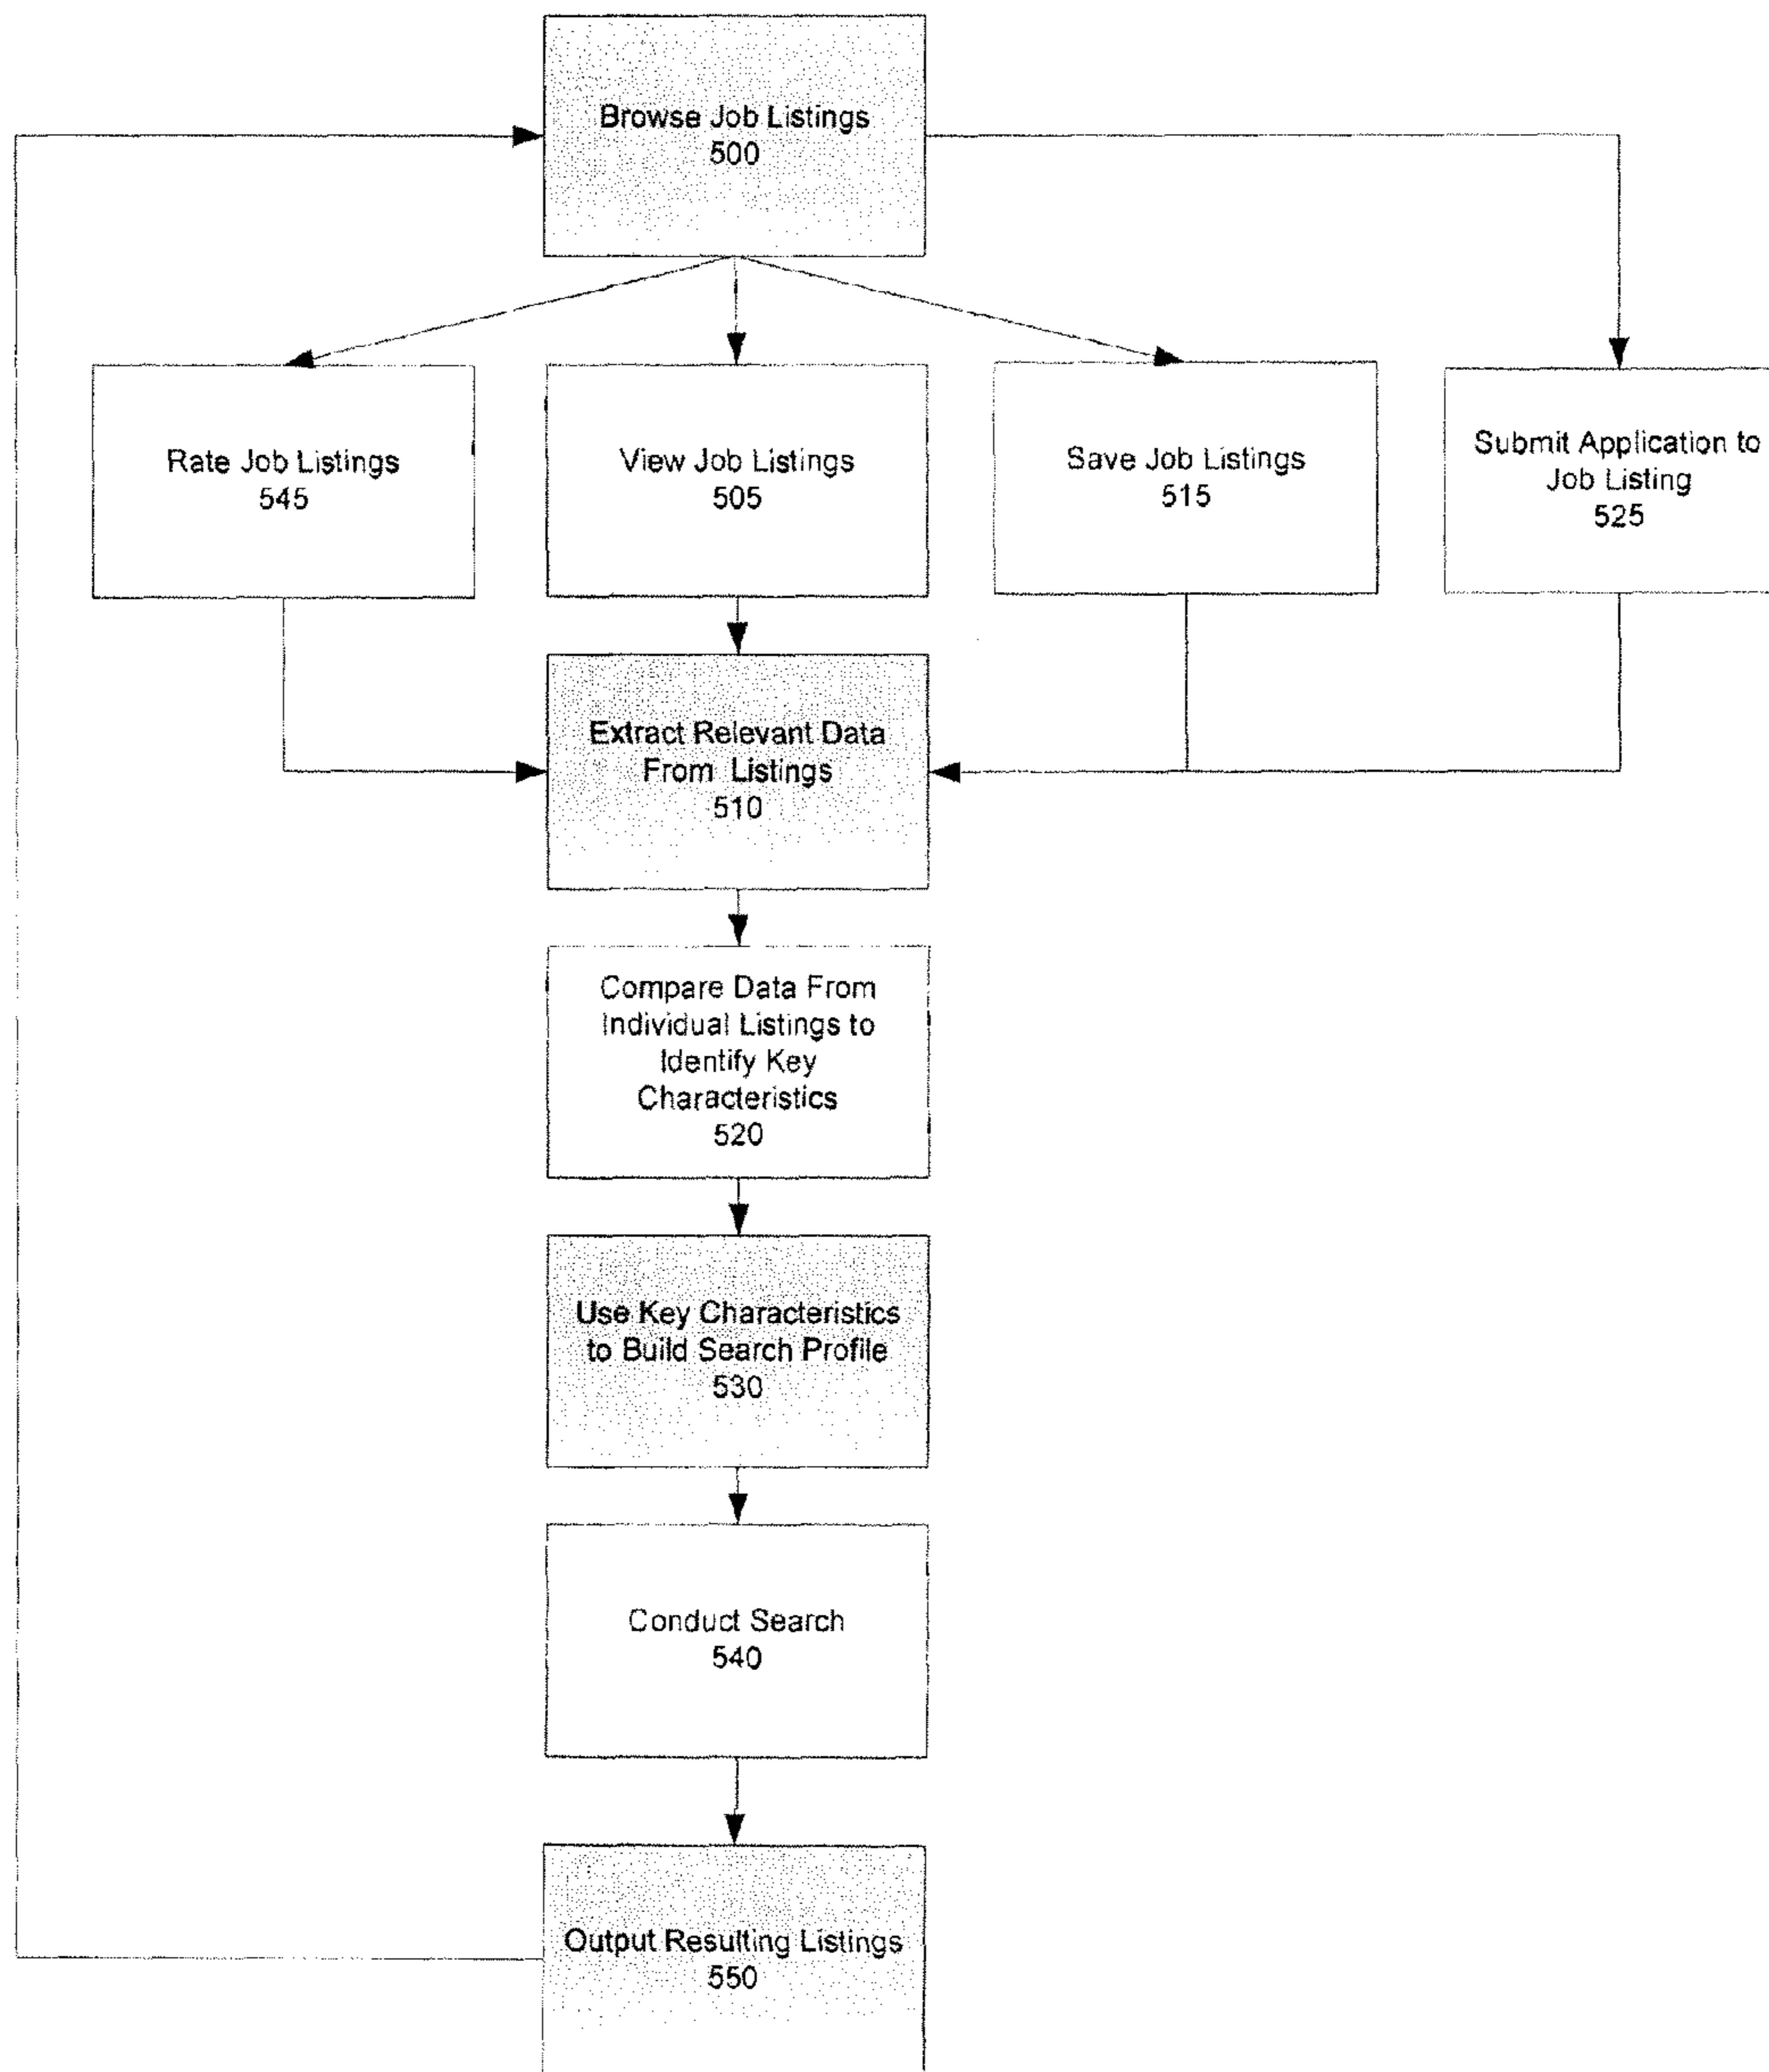 Browse Job Listings
500
Rate Job Listings
545
View Job Listings
505
Save Job Listings
515
Submit Application to
Job Listing
525
Extract Relevant Data
From Listings
510
Compare Data From
Individual Listings to
Identify Key
Characteristics
520
Use Key Characteristics
to Build Search Profile
530
Conduct Search
540
Output Resulting Listings
550